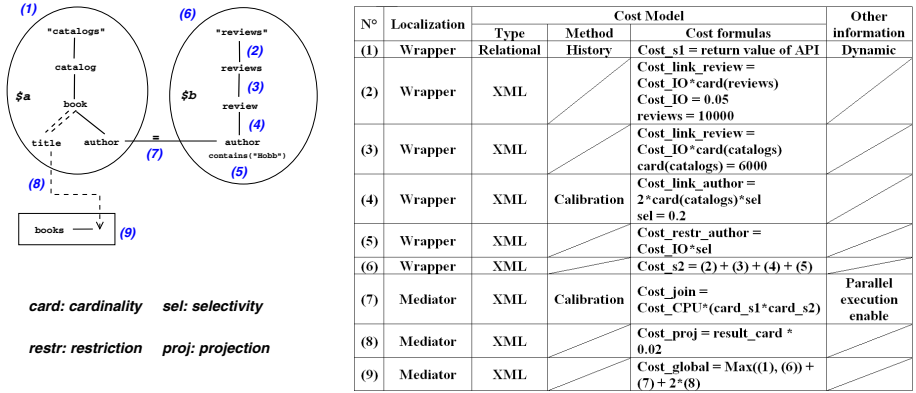 (1)
(6)
"catalogs"
"reviews"
(2)
catalog
reviews
(3)
$a
book
$b
review
(4)
title
author
=
author
(7)
contains("Hobb")
(5)
(8)
books
(9)
card: cardinality
sel: selectivity
restr: restriction
proj: projection
N° Localization Cost Model Other information
Type Method Cost formulas
(1) Wrapper Relational History Cost_s1 = return value of API Dynamic
(2) Wrapper XML Cost_link_review =
Cost_IO*card(reviews)
Cost_IO = 0.05
reviews = 10000
(3) Wrapper XML Cost_link_review =
Cost_IO*card(catalogs)
card(catalogs) = 6000
(4) Wrapper XML Calibration Cost_link_author =
2*card(catalogs)*sel
sel = 0.2
(5) Wrapper XML Cost_restr_author =
Cost_IO*sel
(6) Wrapper XML Cost_s2 = (2) + (3) + (4) + (5)
(7) Mediator XML Calibration Cost_join =
Cost_CPU*(card_s1*card_s2)
Parallel
execution
enable
(8) Mediator XML Cost_proj = result_card *
0.02
(9) Mediator XML Cost_global = Max((1), (6)) +
(7) + 2*(8)